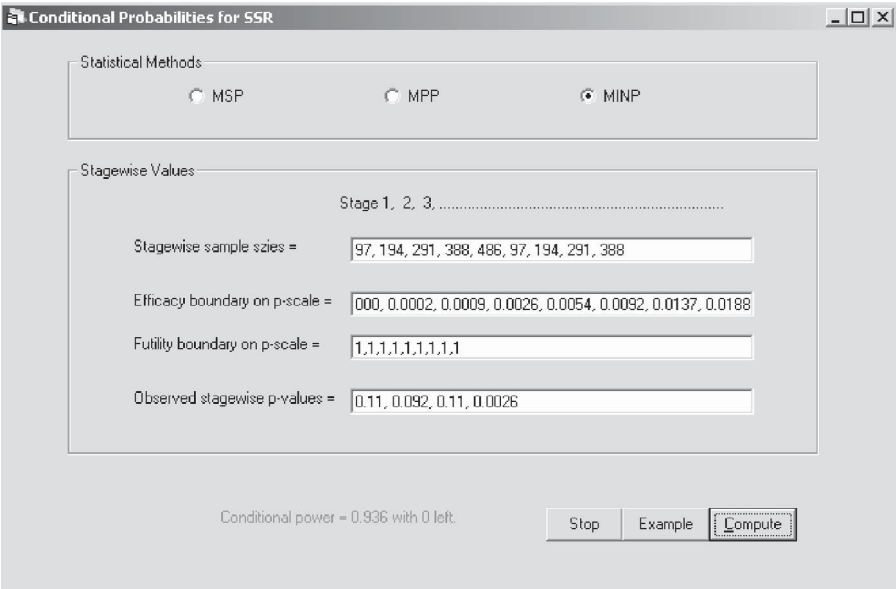 Conditional Probabilities for SSR
Statistical Methods
MSP MPP MINP
Stagewise Values
Stage 1, 2, 3, ........................................................................
Stagewise sample szies = 97, 194, 291, 388, 486, 97, 194, 291, 388
Efficacy boundary on p-scale = 000, 0.0002, 0.0009, 0.0026, 0.0054, 0.0092, 0.0137, 0.0188
Futility boundary on p-scale = 1,1,1,1,1,1,1,1,1
Observed stagewise p-values = 0.11, 0.092, 0.11, 0.0026
Conditional power = 0.936 with 0 left.
Stop Example Compute